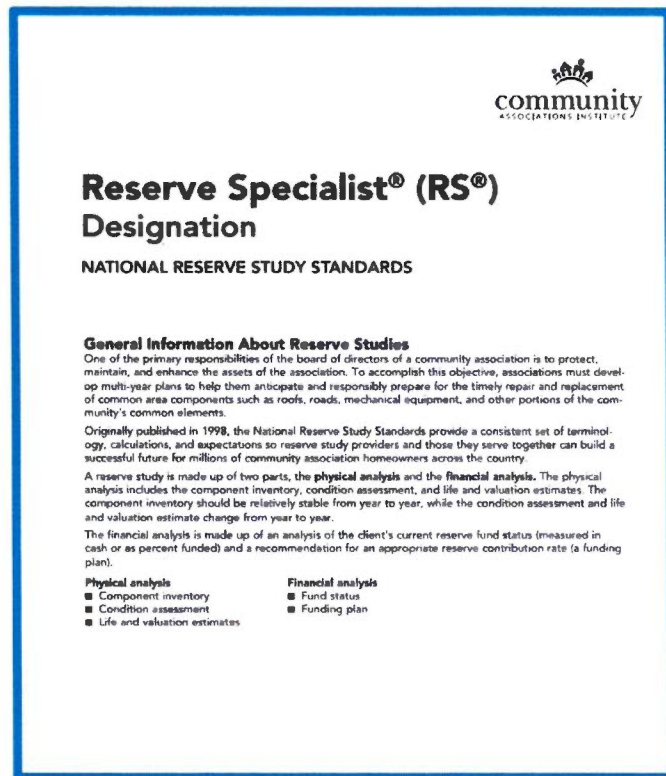 community
ASSOCIATIONS INSTITUTE
Reserve Specialist® (RS®)
Designation
NATIONAL RESERVE STUDY STANDARDS
General Information About Reserve Studies
One of the primary responsibilities of the board of directors of a community association is to protect,
maintain, and enhance the assets of the association. To accomplish this objective, associations must devel-
op multi-year plans to help them anticipate and responsibly prepare for the timely repair and replacement
of common area components such as roofs, roads, mechanical equipment, and other portions of the com-
munity's common elements.
Originally published in 1998, the National Reserve Study Standards provide a consistent set of terminol-
ogy, calculations, and expectations so reserve study providers and those they serve together can build a
successful future for millions of community association homeowners across the country.
A reserve study is made up of two parts, the physical analysis and the financial analysis. The physical
analysis includes the component inventory, condition assessment, and life and valuation estimates. The
component inventory should be relatively stable from year to year, while the condition assessment and life
and valuation estimate change from year to year.
The financial analysis is made up of an analysis of the client's current reserve fund status (measured in
cash or as percent funded) and a recommendation for an appropriate reserve contribution rate (a funding
plan).
Physical analysis
■ Component inventory
■ Condition assessment
■ Life and valuation estimates
Financial analysis
■ Fund status
■ Funding plan